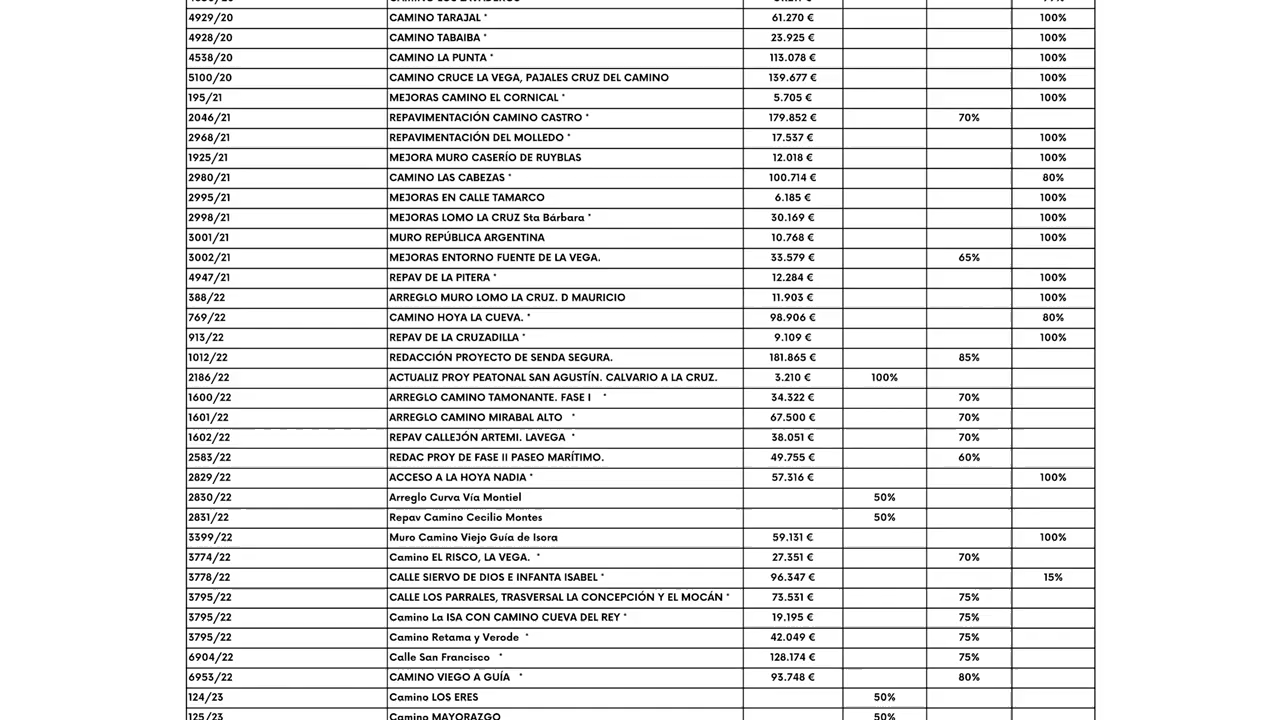 4929/20 CAMINO TARAJAL * 61.270 € 100%
4928/20 CAMINO TABAIBA * 23.925 € 100%
4538/20 CAMINO LA PUNTA * 113.078 € 100%
5100/20 CAMINO CRUCE LA VEGA, PAJALES CRUZ DEL CAMINO 139.677 € 100%
195/21 MEJORAS CAMINO EL CORNICAL * 5.705 € 100%
2046/21 REPAVIMENTACIÓN CAMINO CASTRO * 179.852 € 70%
2968/21 REPAVIMENTACIÓN DEL MOLLEDO * 17.537 € 100%
1925/21 MEJORA MURO CASERÍO DE RUYBLAS 12.018 € 100%
2980/21 CAMINO LAS CABEZAS * 100.714 € 80%
2995/21 MEJORAS EN CALLE TAMARCO 6.185 € 100%
2998/21 MEJORAS LOMO LA CRUZ Sta Bárbara * 30.169 € 100%
3001/21 MURO REPÚBLICA ARGENTINA 10.768 € 100%
3002/21 MEJORAS ENTORNO FUENTE DE LA VEGA. 33.579 € 65%
4947/21 REPAV DE LA PITERA * 12.284 € 100%
388/22 ARREGLO MURO LOMO LA CRUZ. D MAURICIO 11.903 € 100%
769/22 CAMINO HOYA LA CUEVA. * 98.906 € 80%
913/22 REPAV DE LA CRUZADILLA * 9.109 € 100%
1012/22 REDACCIÓN PROYECTO DE SENDA SEGURA. 181.865 € 85%
2186/22 ACTUALIZ PROY PEATONAL SAN AGUSTÍN. CALVARIO A LA CRUZ. 3.210 € 100%
1600/22 ARREGLO CAMINO TAMONANTE. FASE I * 34.322 € 70%
1601/22 ARREGLO CAMINO MIRABAL ALTO * 67.500 € 70%
1602/22 REPAV CALLEJÓN ARTEMI. LAVEGA * 38.051 € 70%
2583/22 REDAC PROY DE FASE II PASEO MARÍTIMO. 49.755 € 60%
2829/22 ACCESO A LA HOYA NADIA * 57.316 € 100%
2830/22 Arreglo Curva Vía Montiel 50%
2831/22 Repav Camino Cecilio Montes 50%
3399/22 Muro Camino Viejo Guía de Isora 59.131 € 100%
3774/22 Camino EL RISCO, LA VEGA. * 27.351 € 70%
3778/22 CALLE SIERVO DE DIOS E INFANTA ISABEL * 96.347 € 15%
3795/22 CALLE LOS PARRALES, TRASVERSAL LA CONCEPCIÓN Y EL MOCÁN * 73.531 € 75%
3795/22 Camino La ISA CON CAMINO CUEVA DEL REY * 19.195 € 75%
3795/22 Camino Retama y Verode * 42.049 € 75%
6904/22 Calle San Francisco * 128.174 € 75%
6953/22 CAMINO VIEGO A GUÍA * 93.748 € 80%
124/23 Camino LOS ERES 50%
125/23 Camino MAYORAZGO 50%